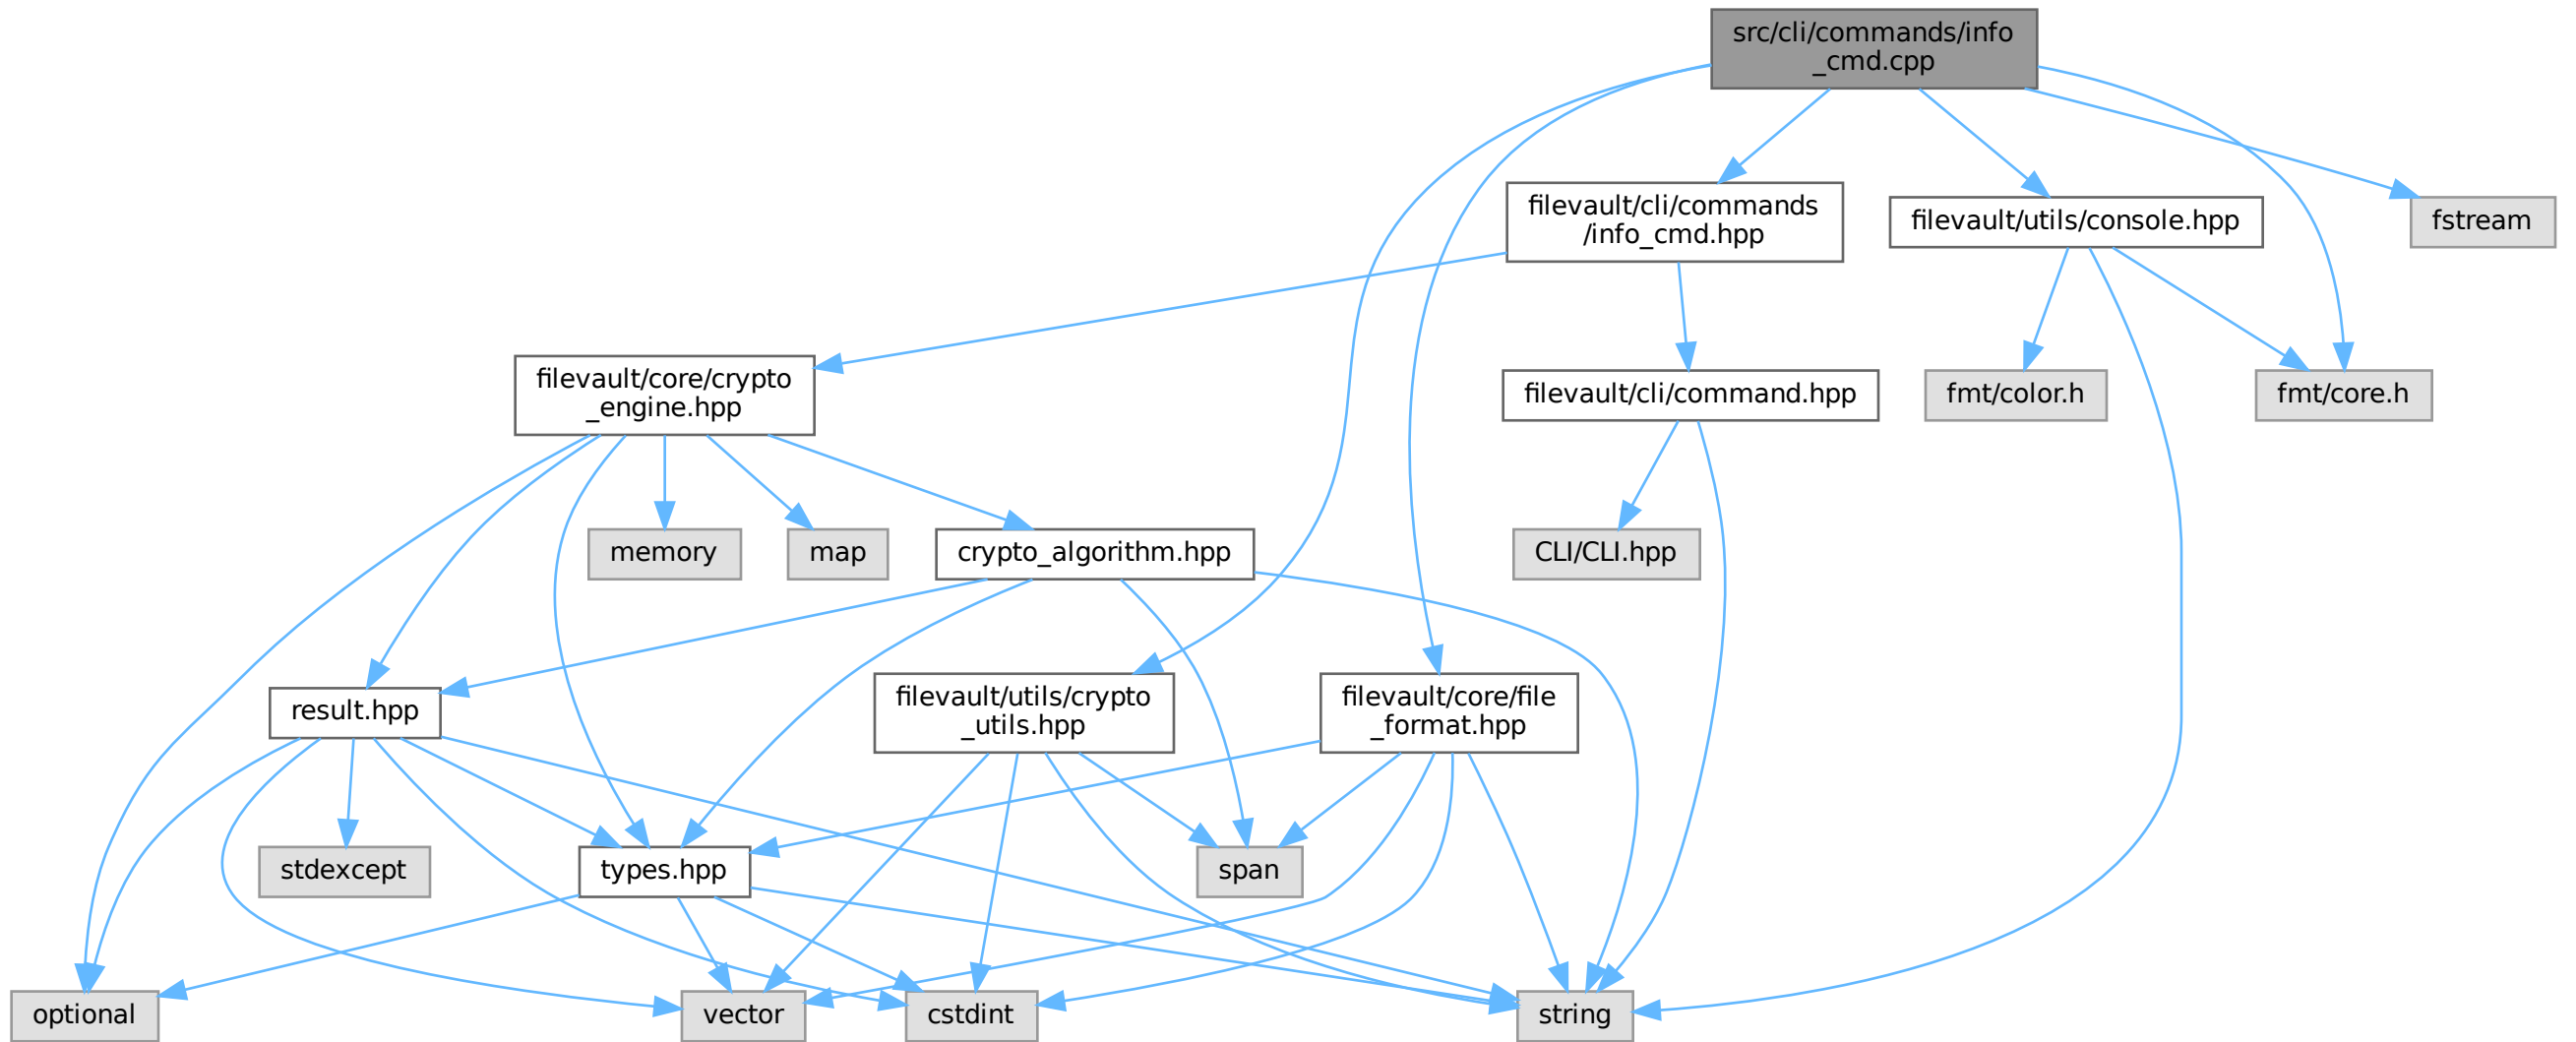 src/cli/commands/info
_cmd.cpp
filevault/cli/commands
/info_cmd.hpp
filevault/utils/console.hpp
fstream
filevault/core/crypto
_engine.hpp
filevault/cli/command.hpp
fmt/color.h
fmt/core.h
memory
map
crypto_algorithm.hpp
CLI/CLI.hpp
result.hpp
filevault/utils/crypto
_utils.hpp
filevault/core/file
_format.hpp
stdexcept
types.hpp
span
optional
vector
cstdint
string